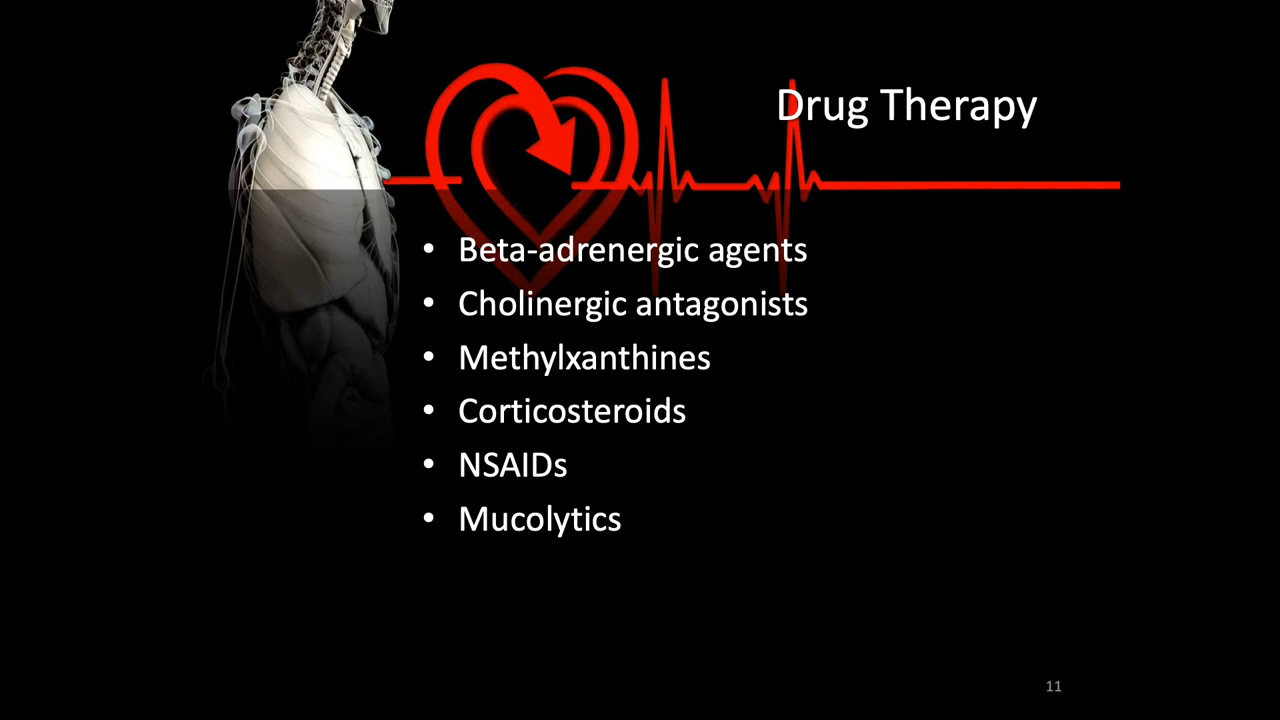 Drug Therapy
• Beta-adrenergic agents
• Cholinergic antagonists
• Methylxanthines
• Corticosteroids
• NSAIDs
• Mucolytics
11